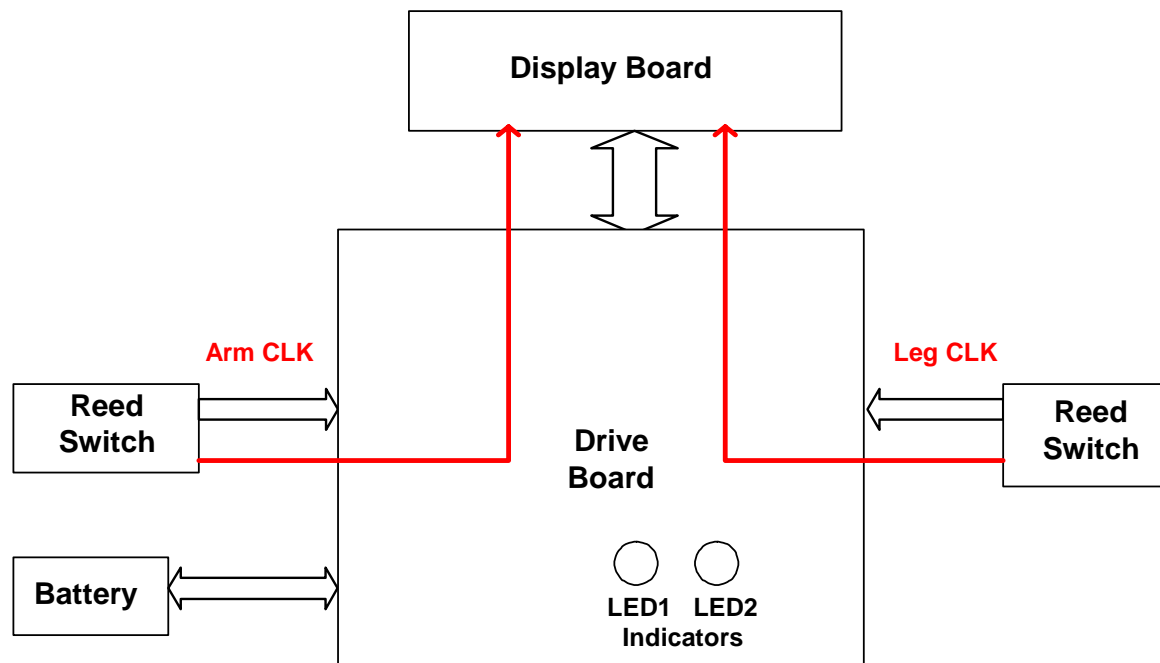 Display Board
Arm CLK
Leg CLK
Reed
Switch
Reed
Switch
Drive
Board
Battery
LED1 LED2
Indicators